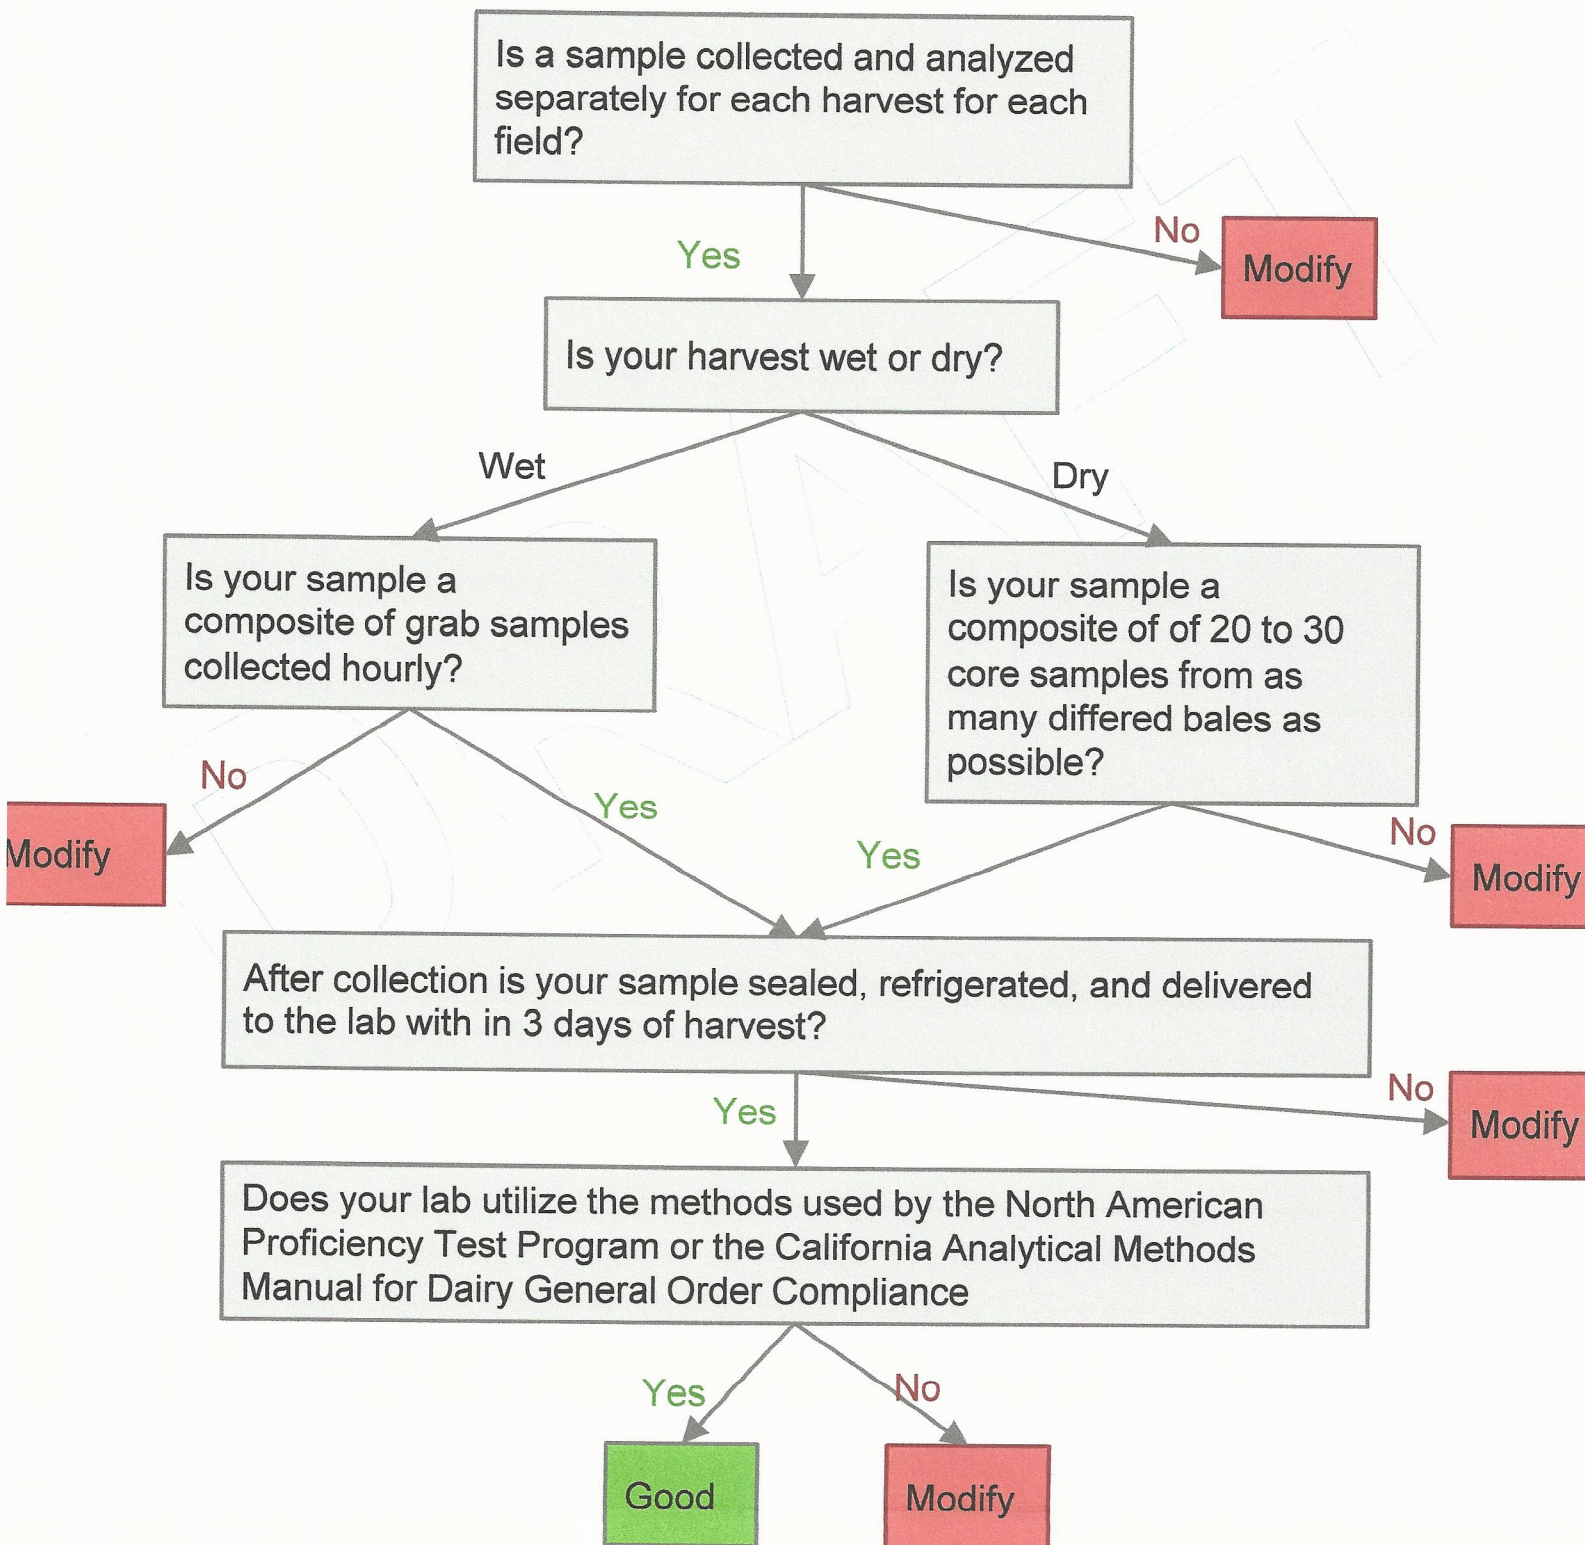 Is a sample collected and analyzed
separately for each harvest for each
field?
No
Yes
Modify
Is your harvest wet or dry?
Wet
Dry
Is your sample a
composite of grab samples
collected hourly?
Is your sample a
composite of of 20 to 30
core samples from as
many differed bales as
possible?
No
Yes
Yes
No
Modify
Modify
After collection is your sample sealed, refrigerated, and delivered
to the lab with in 3 days of harvest?
No
Yes
Modify
Does your lab utilize the methods used by the North American
Proficiency Test Program or the California Analytical Methods
Manual for Dairy General Order Compliance
Yes
No
Good
Modify
DRAFT